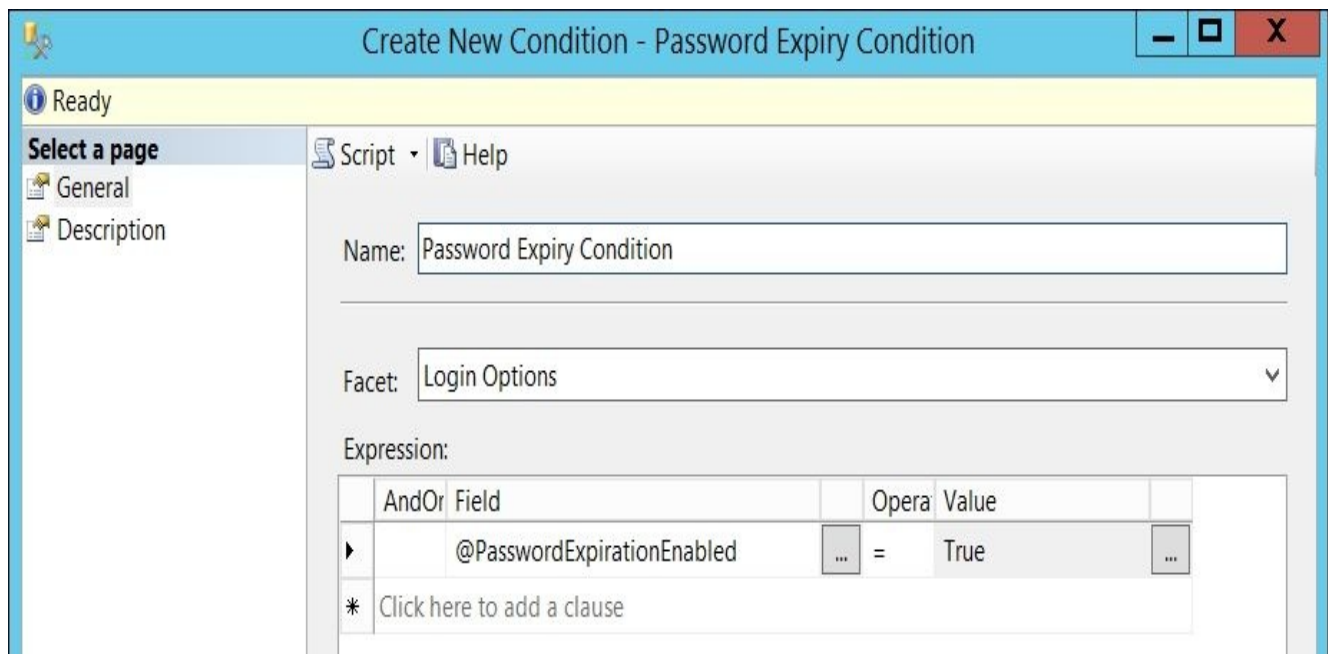 Create New Condition - Password Expiry Condition
Ready
Select a page
General
Description
Script Help
Name: Password Expiry Condition
Facet: Login Options
Expression:
AndOr Field Opera Value
@PasswordExpirationEnabled ... = True ...
Click here to add a clause